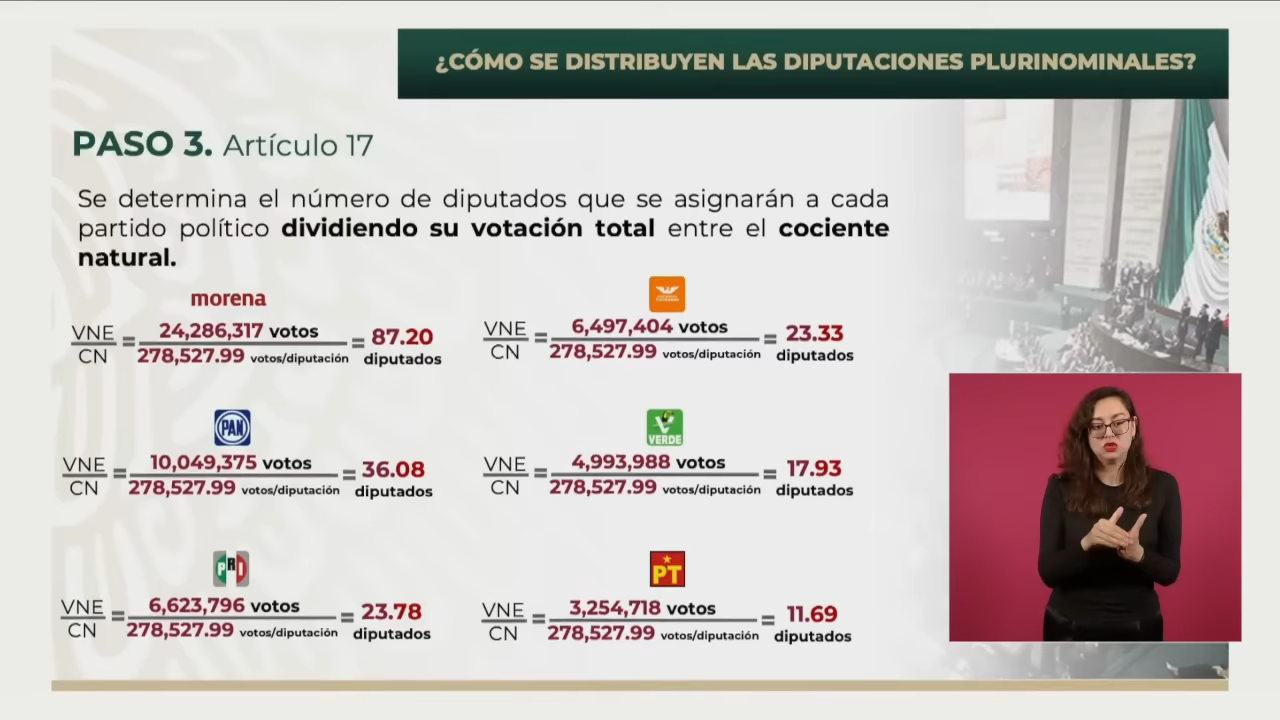 ¿CÓMO SE DISTRIBUYEN LAS DIPUTACIONES PLURINOMINALES?
PASO 3. Artículo 17
Se determina el número de diputados que se asignarán a cada
partido político dividiendo su votación total entre el cociente
natural.
morena
VNE
CN
=
24,286,317 votos
278,527.99 votos/diputación
= 87.20
diputados
VNE
CN
=
6,497,404 votos
278,527.99 votos/diputación
= 23.33
diputados
PAN
VNE
CN
=
10,049,375 votos
278,527.99 votos/diputación
= 36.08
diputados
VERDE
VNE
CN
=
4,993,988 votos
278,527.99 votos/diputación
= 17.93
diputados
PRI
VNE
CN
=
6,623,796 votos
278,527.99 votos/diputación
= 23.78
diputados
PT
VNE
CN
=
3,254,718 votos
278,527.99 votos/diputación
= 11.69
diputados